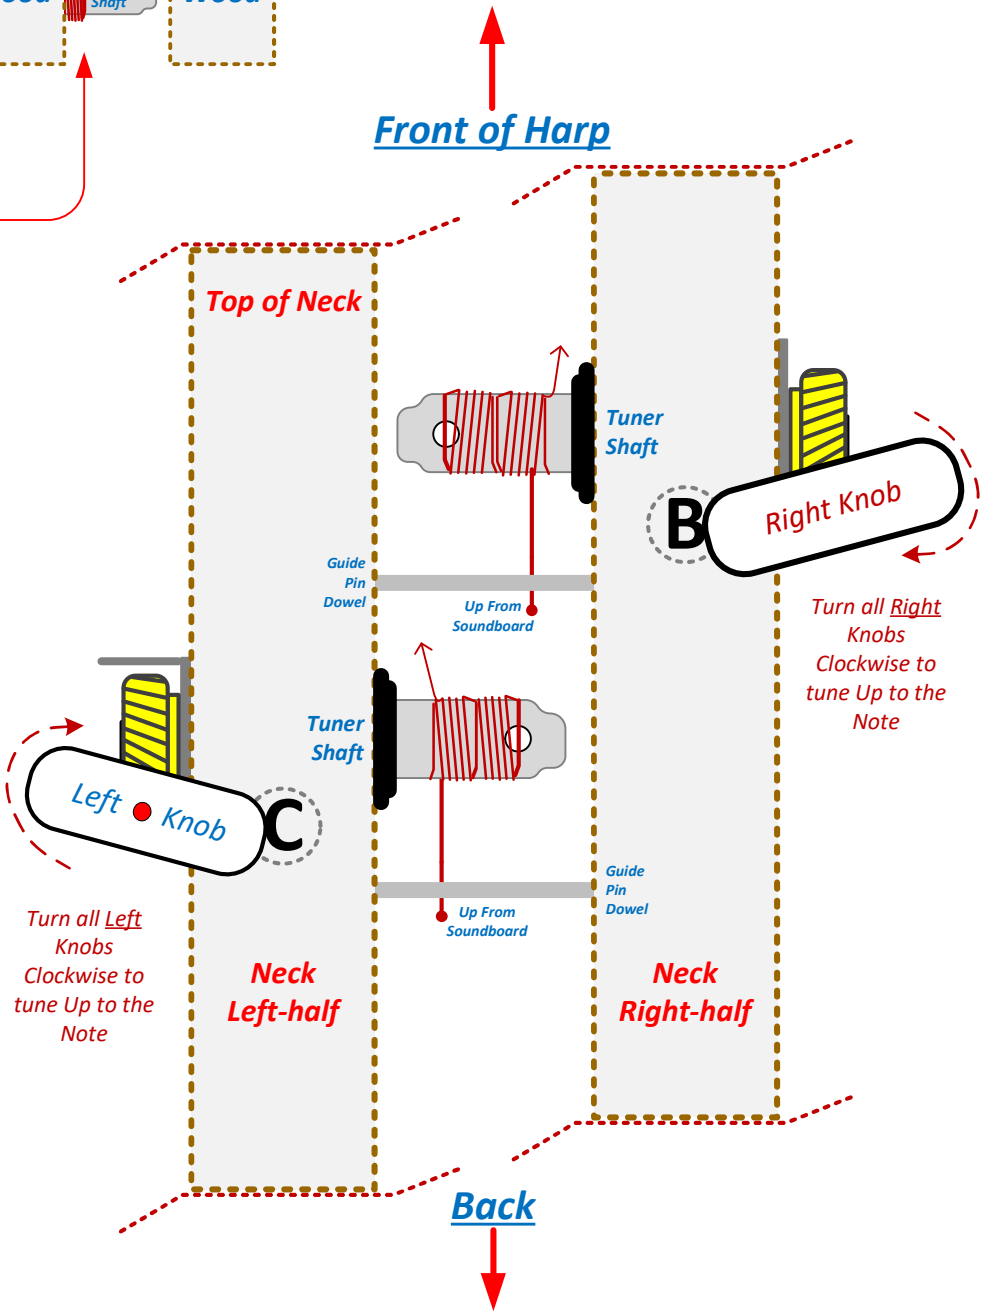 Shaft
Wood
Front of Harp
Top of Neck
Tuner
Shaft
B
Right Knob
Guide
Pin
Dowel
Up From
Soundboard
Turn all Right
Knobs
Clockwise to
tune Up to the
Note
Tuner
Shaft
Left Knob
C
Guide
Pin
Dowel
Up From
Soundboard
Turn all Left
Knobs
Clockwise to
tune Up to the
Note
Neck
Left-half
Neck
Right-half
Back